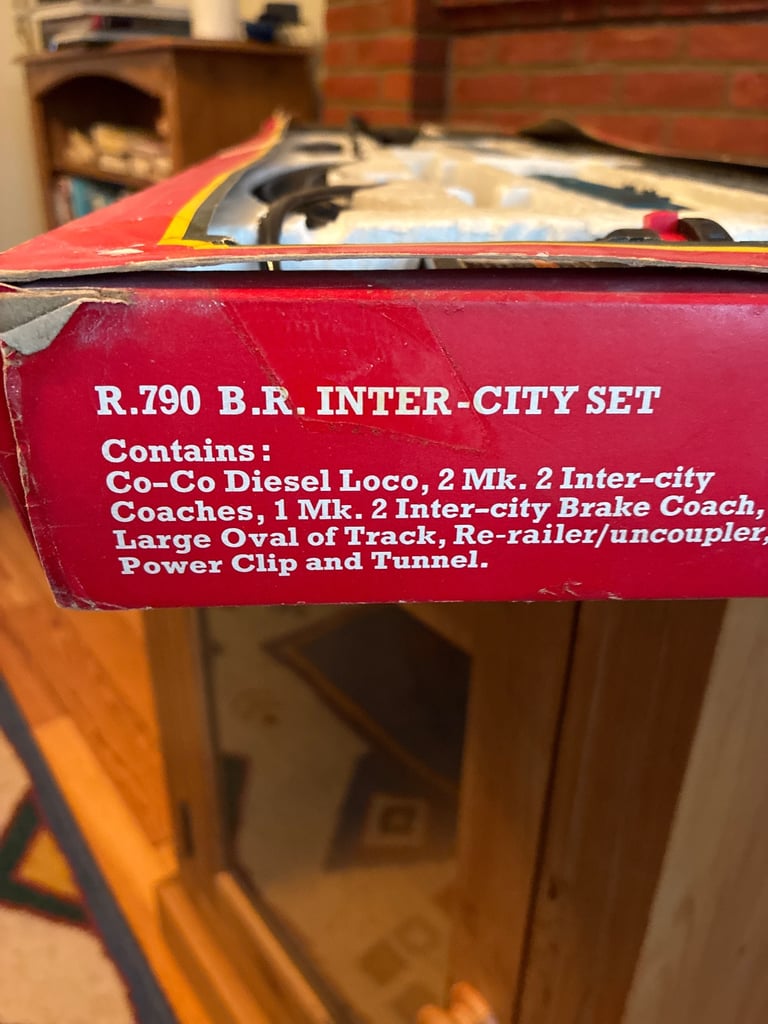 R.790 B.R. INTER-CITY SET
Contains:
Co-Co Diesel Loco, 2 Mk. 2 Inter-city
Coaches, 1 Mk. 2 Inter-city Brake Coach,
Large Oval of Track, Re-railer/uncoupler,
Power Clip and Tunnel.